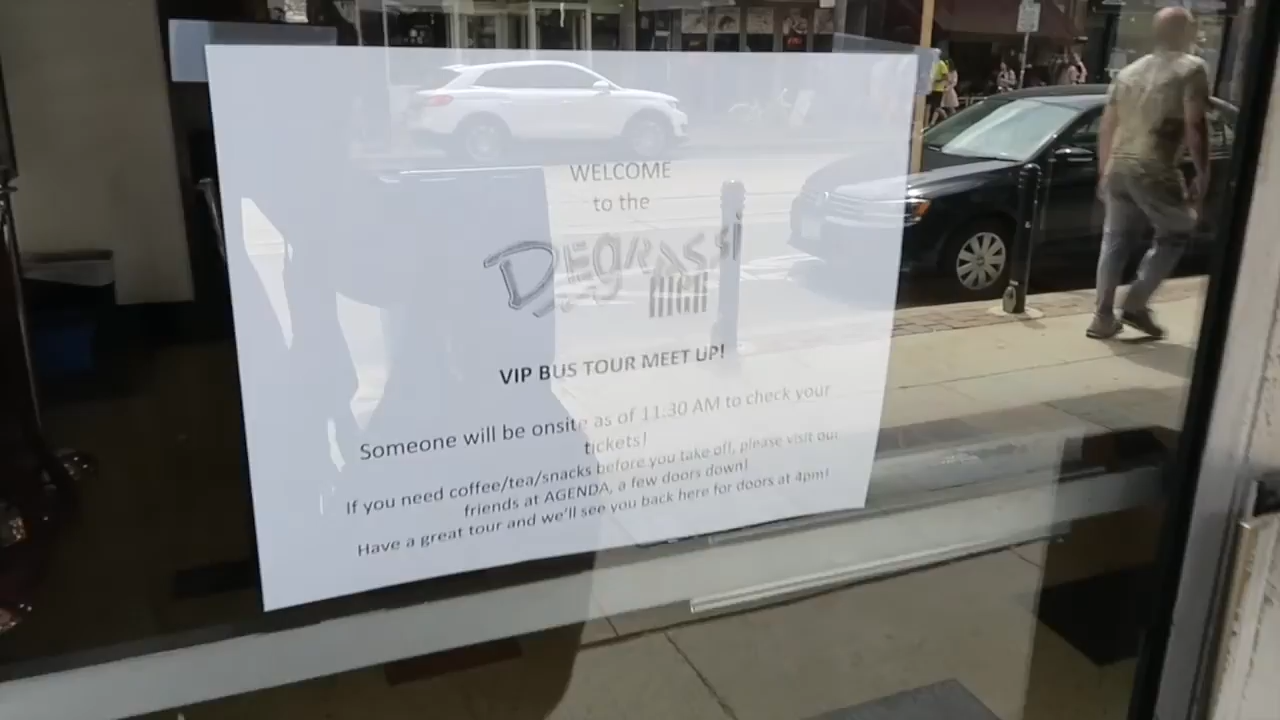 WELCOME
to the
DEGRASSI
HIGH
VIP BUS TOUR MEET UP!
Someone will be onsite as of 11:30 AM to check your
tickets!
If you need coffee/tea/snacks before you take off, please visit our
friends at AGENDA, a few doors down!
Have a great tour and we'll see you back here for doors at 4pm!